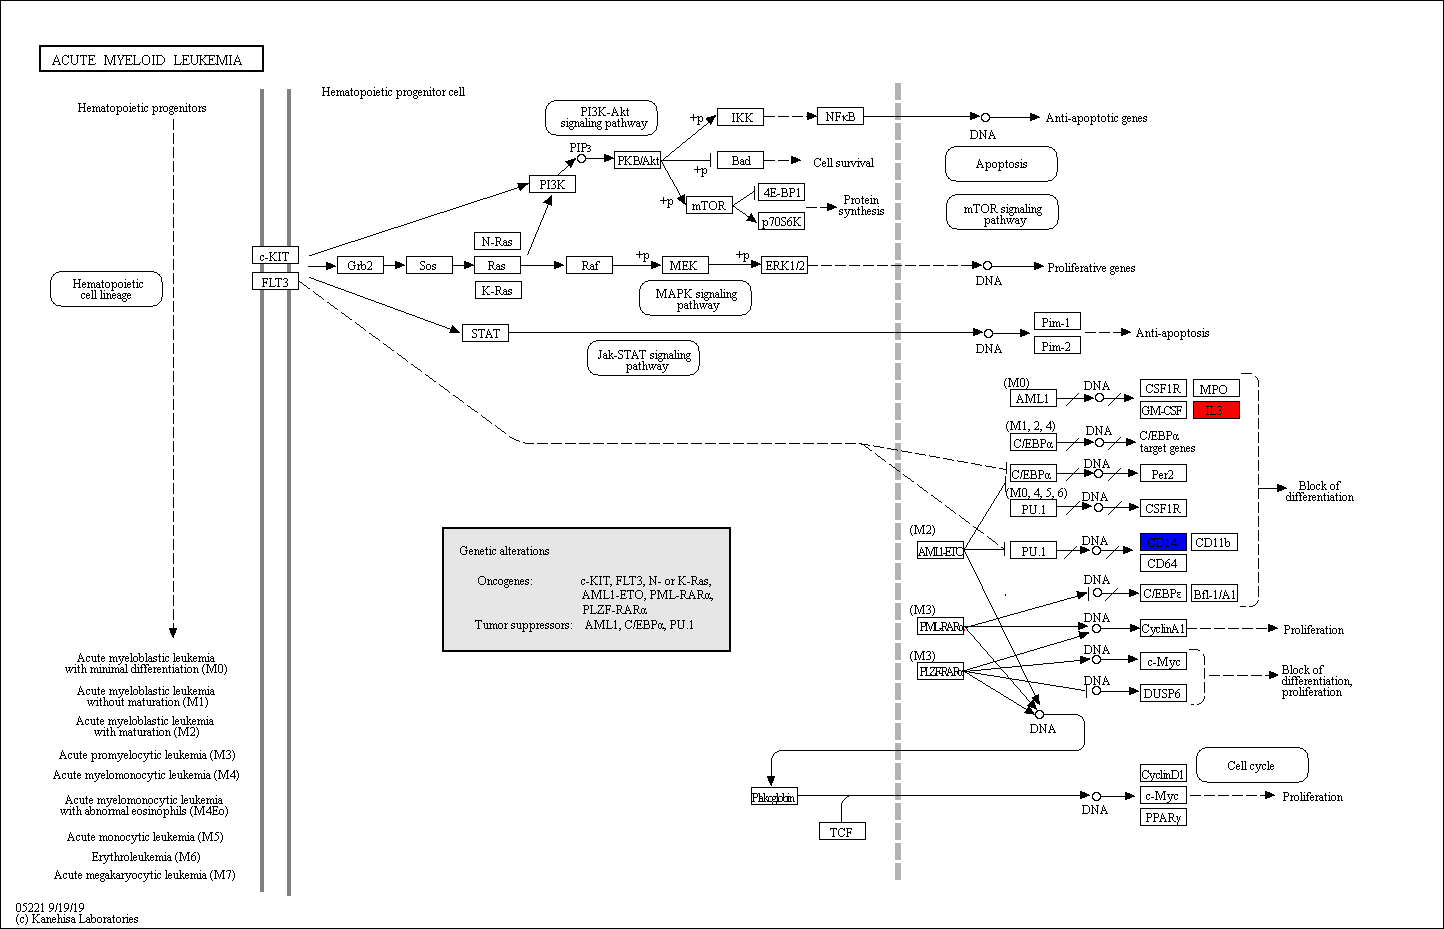 ACUTE MYELOID LEUKEMIA
Hematopoietic progenitors
Hematopoietic progenitor cell
PI3K-Akt
signaling pathway
+p
IKK
NFκB
DNA
Anti-apoptotic genes
PIP3
PKB/Akt
+p
Bad
Cell survival
Apoptosis
PI3K
+p
mTOR
4E-BP1
p70S6K
Protein
synthesis
mTOR signaling
pathway
c-KIT
FLT3
Grb2
Sos
N-Ras
Ras
K-Ras
Raf
+p
MEK
+p
ERK1/2
DNA
Proliferative genes
MAPK signaling
pathway
Hematopoietic
cell lineage
STAT
Jak-STAT signaling
pathway
DNA
Pim-1
Pim-2
Anti-apoptosis
(M0)
AML1
DNA
CSF1R
MPO
GM-CSF
IL3
(M1, 2, 4)
C/EBPα
DNA
C/EBPα
target genes
C/EBPα
DNA
Per2
(M0, 4, 5, 6)
PU.1
DNA
CSF1R
Block of
differentiation
(M2)
AML1-ETO
PU.1
DNA
CD14
CD11b
CD64
DNA
C/EBPε
Bfl-1/A1
(M3)
PML-RARα
DNA
CyclinA1
Proliferation
(M3)
PLZF-RARα
DNA
c-Myc
DNA
DUSP6
Block of
differentiation,
proliferation
DNA
Genetic alterations
Oncogenes: c-KIT, FLT3, N- or K-Ras,
AML1-ETO, PML-RARα,
PLZF-RARα
Tumor suppressors: AML1, C/EBPα, PU.1
Plakoglobin
TCF
DNA
CyclinD1
c-Myc
PPARγ
Cell cycle
Proliferation
Acute myeloblastic leukemia
with minimal differentiation (M0)
Acute myeloblastic leukemia
without maturation (M1)
Acute myeloblastic leukemia
with maturation (M2)
Acute promyelocytic leukemia (M3)
Acute myelomonocytic leukemia (M4)
Acute myelomonocytic leukemia
with abnormal eosinophils (M4Eo)
Acute monocytic leukemia (M5)
Erythroleukemia (M6)
Acute megakaryocytic leukemia (M7)
05221 9/19/19
(c) Kanehisa Laboratories